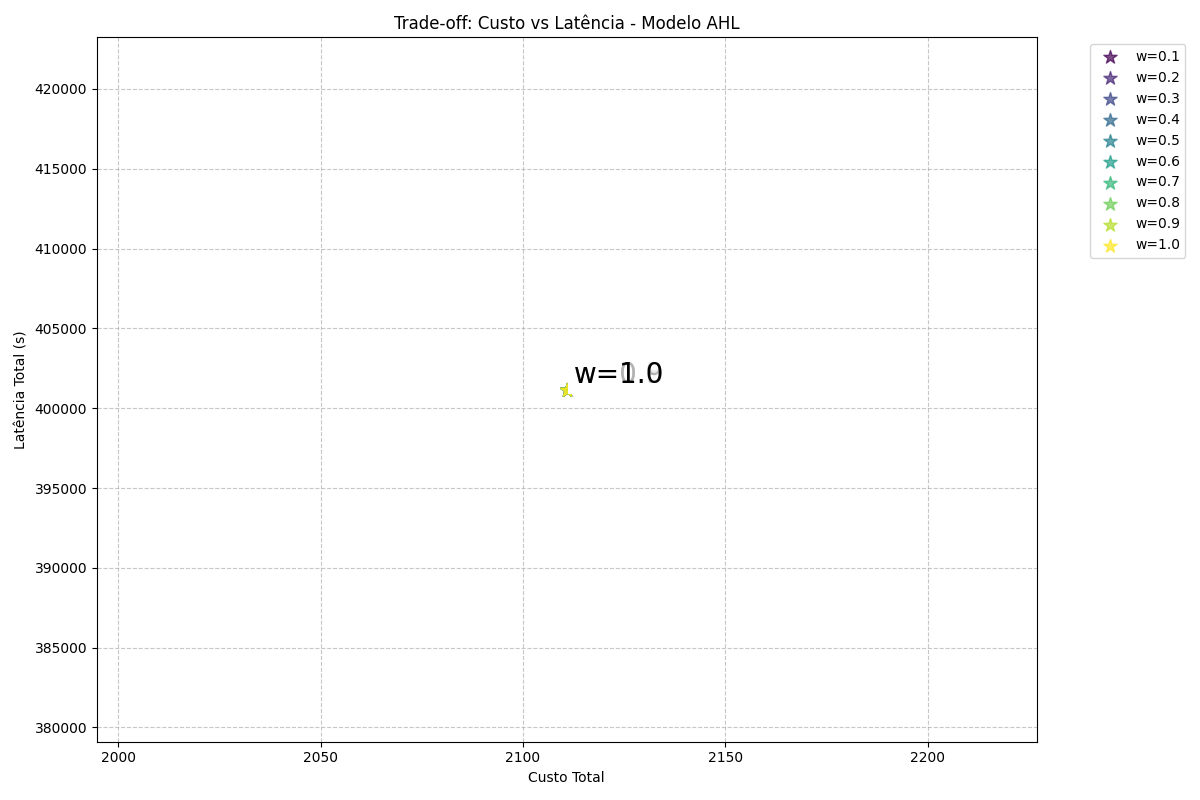 Trade-off: Custo vs Latência - Modelo AHL
Latência Total (s)
420000
415000
410000
405000
400000
395000
390000
385000
380000
w=1.0
2000
2050
2100
2150
2200
Custo Total
w=0.1
w=0.2
w=0.3
w=0.4
w=0.5
w=0.6
w=0.7
w=0.8
w=0.9
w=1.0